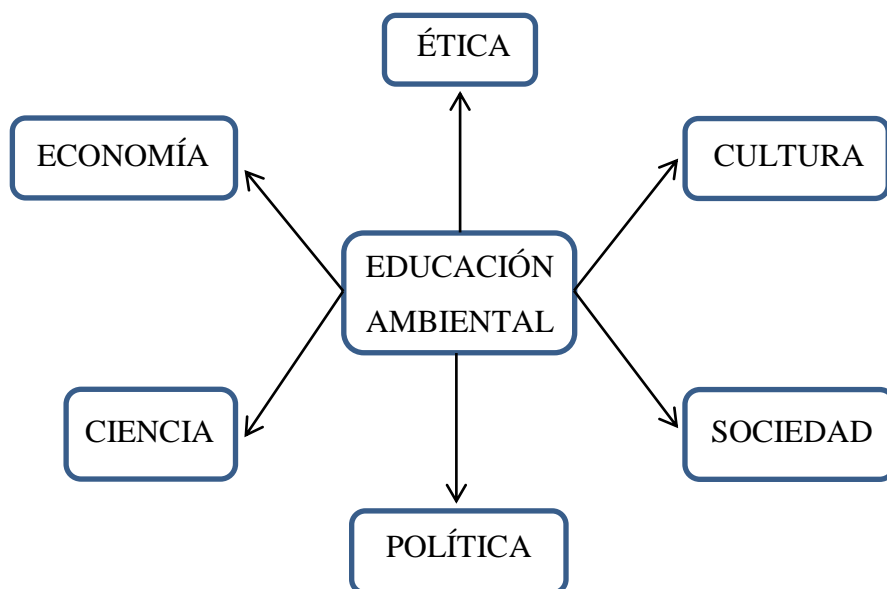 ÉTICA
ECONOMÍA
CULTURA
EDUCACIÓN
AMBIENTAL
CIENCIA
SOCIEDAD
POLÍTICA